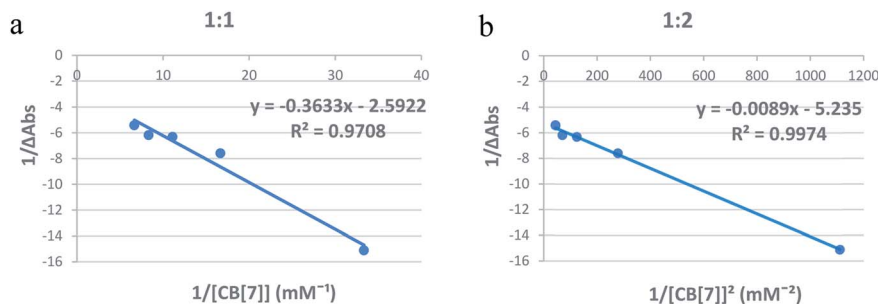 a
1:1
0 10 20 30 40
0
-2
-4
-6
-8
-10
-12
-14
-16
1/ΔAbs
y = -0.3633x - 2.5922
R² = 0.9708
1/[CB[7]] (mM⁻¹)
b
1:2
0 200 400 600 800 1000 1200
0
-2
-4
-6
-8
-10
-12
-14
-16
1/ΔAbs
y = -0.0089x - 5.235
R² = 0.9974
1/[CB[7]]² (mM⁻²)